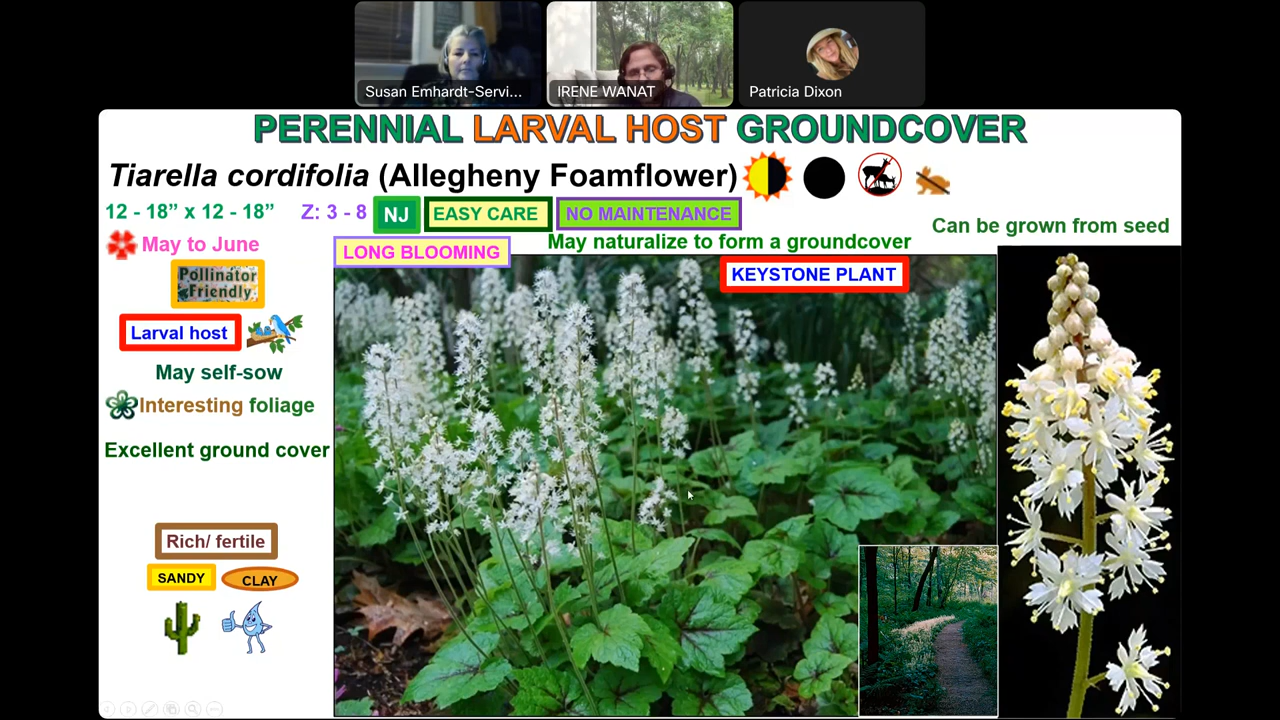 Susan Emhardt-Servi...
IRENE WANAT
Patricia Dixon
PERENNIAL LARVAL HOST GROUNDCOVER
Tiarella cordifolia (Allegheny Foamflower)
12 - 18” x 12 - 18” Z: 3 - 8 NJ EASY CARE NO MAINTENANCE
Can be grown from seed
May to June
LONG BLOOMING
May naturalize to form a groundcover
KEYSTONE PLANT
Pollinator
Friendly
Larval host
May self-sow
Interesting foliage
Excellent ground cover
Rich/ fertile
SANDY CLAY